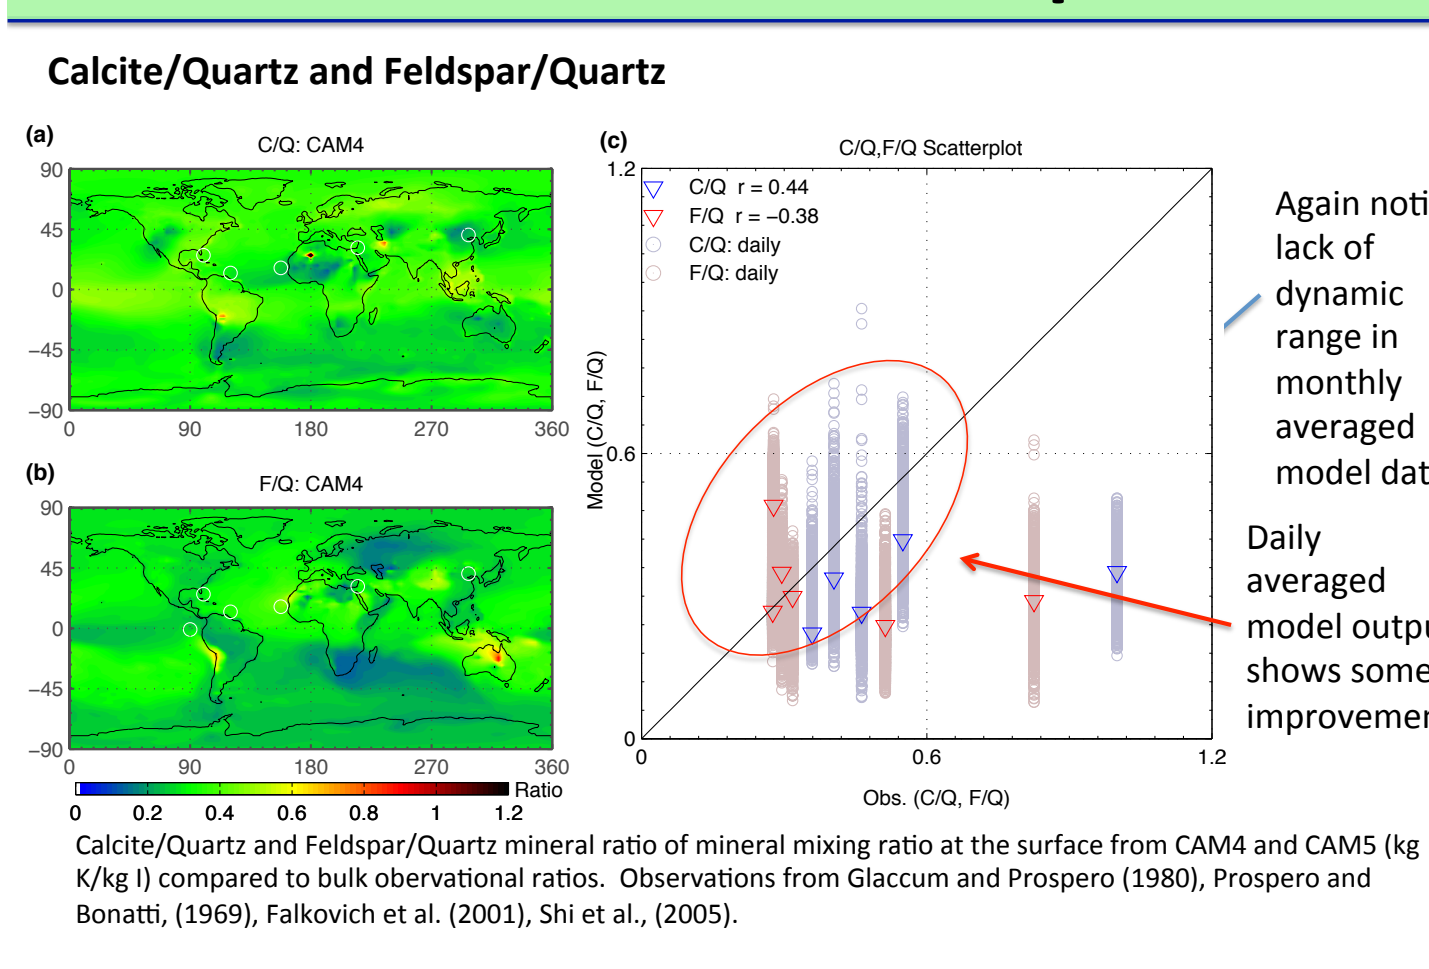 Calcite/Quartz and Feldspar/Quartz
(a)
C/Q: CAM4
90
45
0
−45
−90
0 90 180 270 360
(b)
F/Q: CAM4
90
45
0
−45
−90
0 90 180 270 360
0 0.2 0.4 0.6 0.8 1 1.2
Ratio
(c)
C/Q,F/Q Scatterplot
1.2
C/Q r = 0.44
F/Q r = −0.38
C/Q: daily
F/Q: daily
Model (C/Q, F/Q)
0.6
0
0 0.6 1.2
Obs. (C/Q, F/Q)
Again noti
lack of
dynamic
range in
monthly
averaged
model dat
Daily
averaged
model outpu
shows some
improvemen
Calcite/Quartz and Feldspar/Quartz mineral ratio of mineral mixing ratio at the surface from CAM4 and CAM5 (kg
K/kg I) compared to bulk obervational ratios. Observations from Glaccum and Prospero (1980), Prospero and
Bonatti, (1969), Falkovich et al. (2001), Shi et al., (2005).